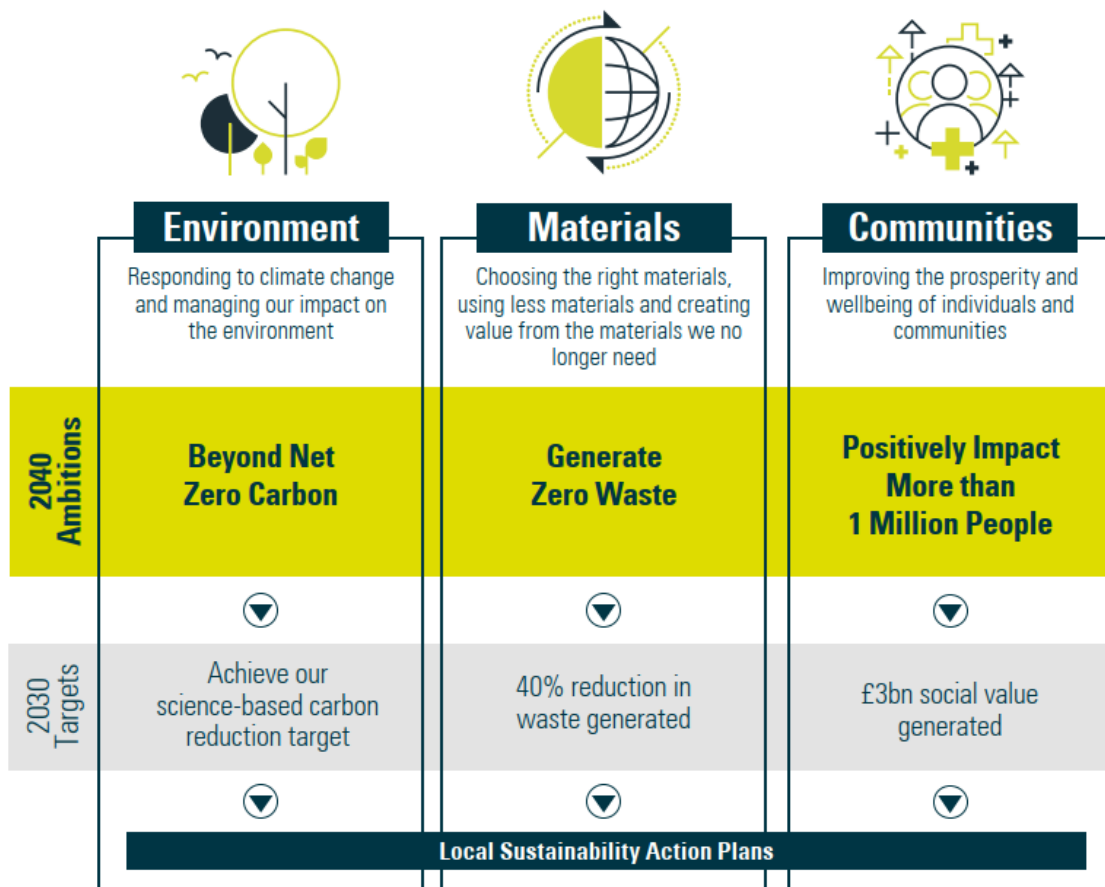 Environment
Responding to climate change
and managing our impact on
the environment
Materials
Choosing the right materials,
using less materials and creating
value from the materials we no
longer need
Communities
Improving the prosperity and
wellbeing of individuals and
communities
2040
Ambitions
Beyond Net
Zero Carbon
Generate
Zero Waste
Positively Impact
More than
1 Million People
2030
Targets
Achieve our
science-based carbon
reduction target
40% reduction in
waste generated
£3bn social value
generated
Local Sustainability Action Plans